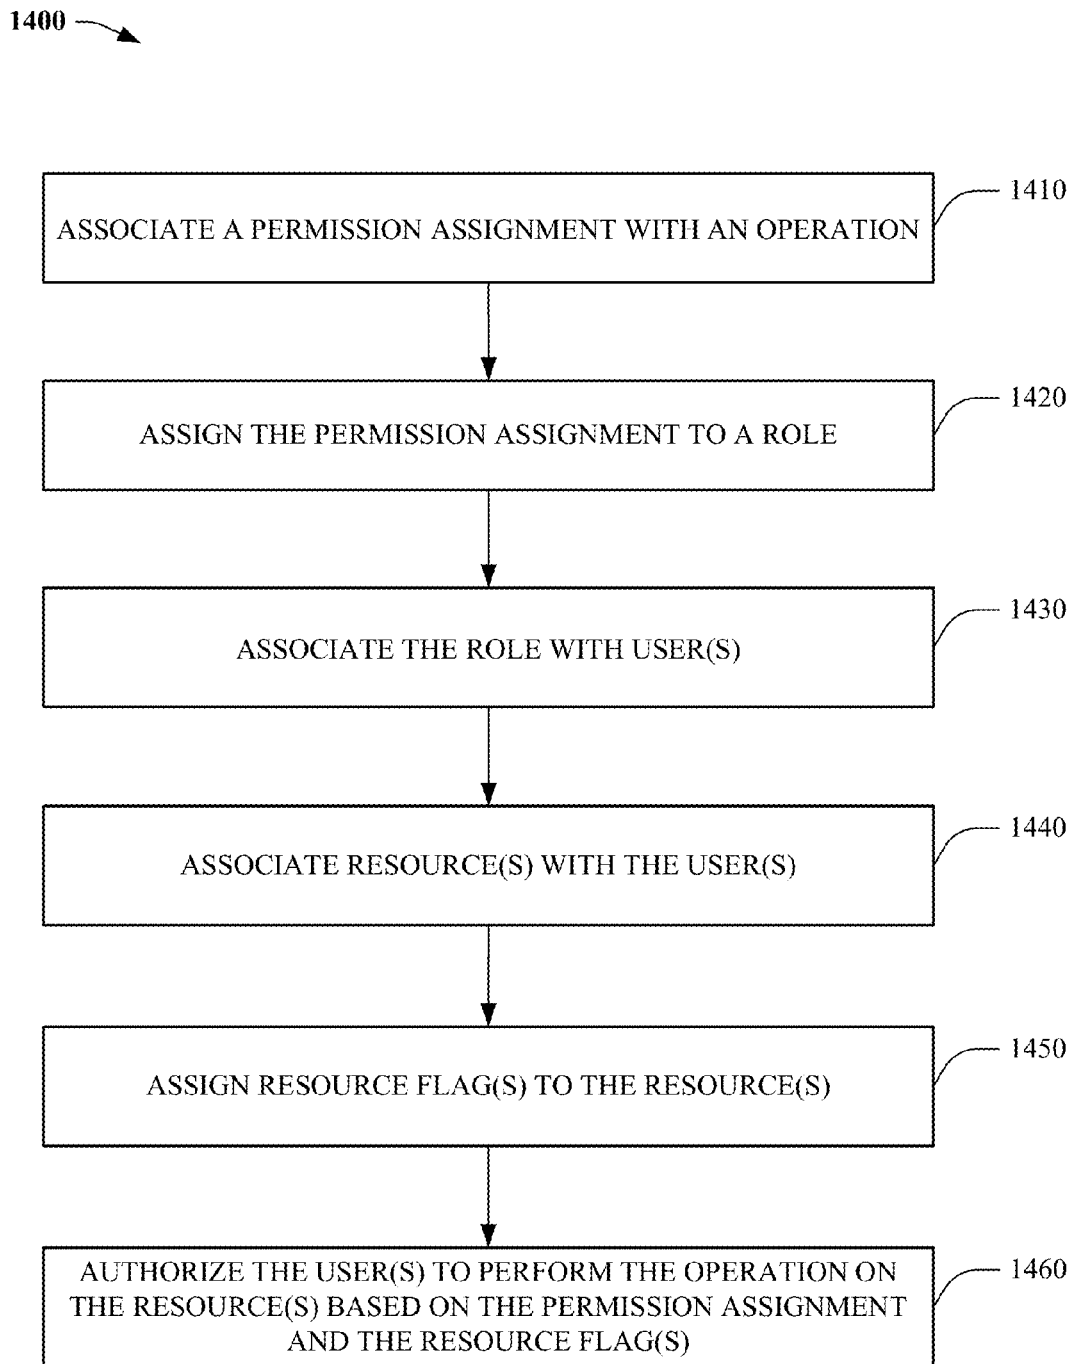 1400
1410
ASSOCIATE A PERMISSION ASSIGNMENT WITH AN OPERATION
1420
ASSIGN THE PERMISSION ASSIGNMENT TO A ROLE
1430
ASSOCIATE THE ROLE WITH USER(S)
1440
ASSOCIATE RESOURCE(S) WITH THE USER(S)
1450
ASSIGN RESOURCE FLAG(S) TO THE RESOURCE(S)
1460
AUTHORIZE THE USER(S) TO PERFORM THE OPERATION ON
THE RESOURCE(S) BASED ON THE PERMISSION ASSIGNMENT
AND THE RESOURCE FLAG(S)